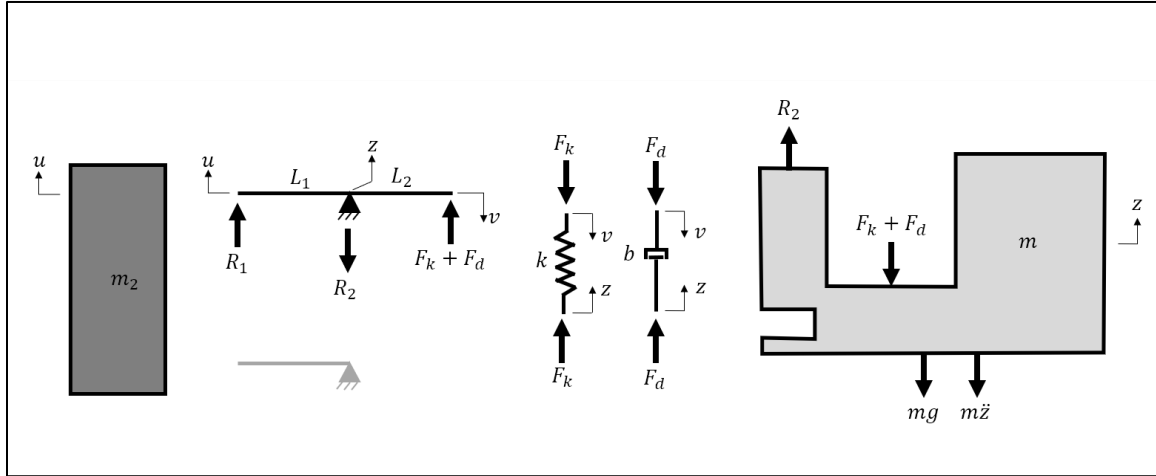 u
m₂
u
L₁
z
L₂
v
R₁
R₂
F_k + F_d
F_k
v
k
z
F_k
F_d
v
b
z
F_d
R₂
F_k + F_d
m
z
mg
mz̈